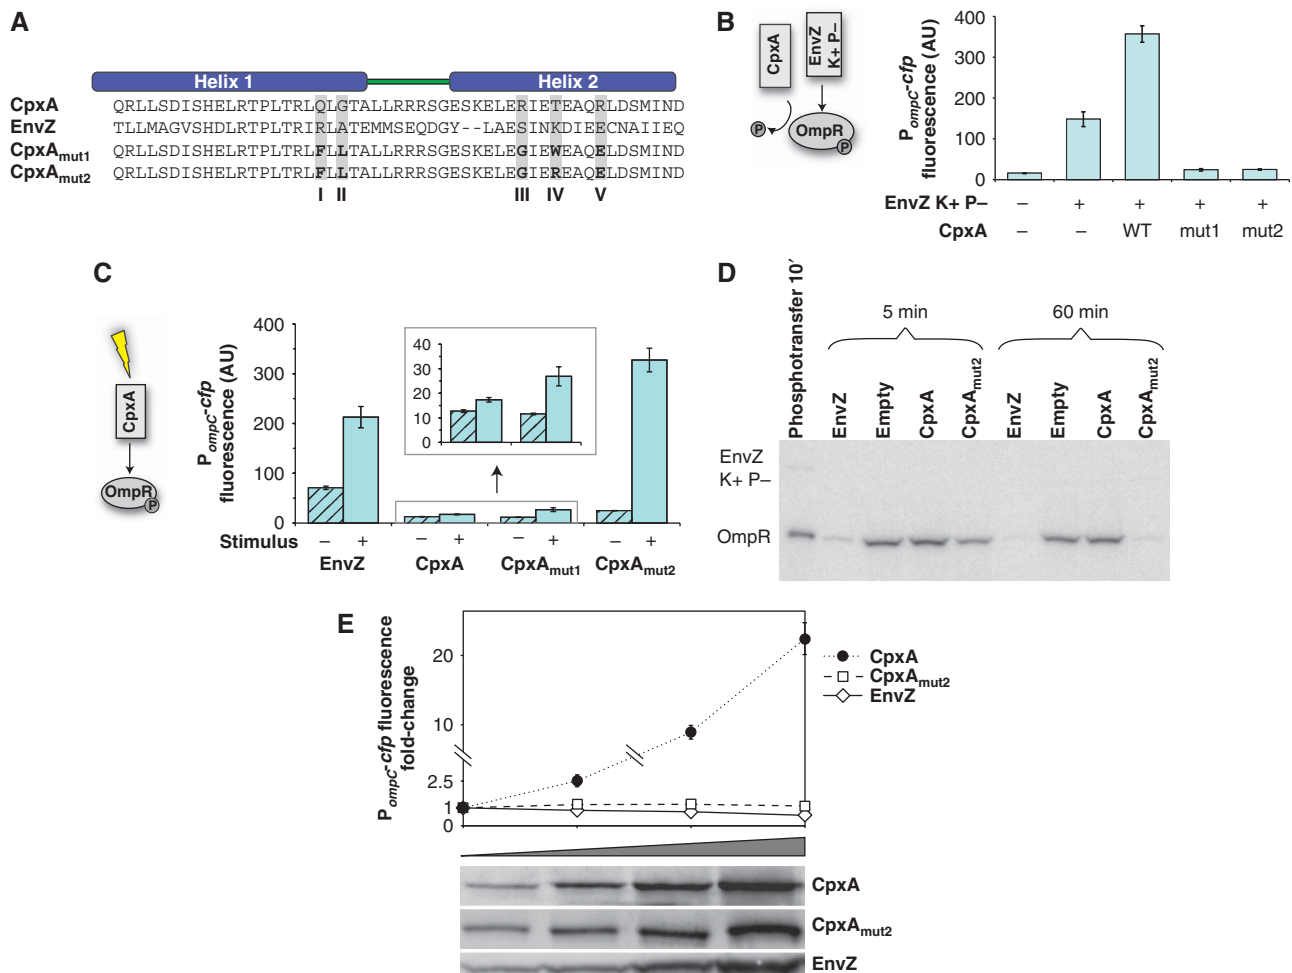 A
Helix 1
Helix 2
CpxA QRLLSDISHELRTPLTRLQLGTALLRRRSGESKELERIETEAQRLDSMIND
EnvZ TLLMAGVSHDLRTPLTRIRLATEMMSEQDGY--LAESINKDIEECNAIIEQ
CpxAmut1 QRLLSDISHELRTPLTRLFLLTALLRRRSGESKELEGIEWEAQELDSMIND
CpxAmut2 QRLLSDISHELRTPLTRLFLLTALLRRRSGESKELEGIEREAQELDSMIND
I II III IV V
B
CpxA
EnvZ K+ P–
P
OmpR
P
PompC-cfp fluorescence (AU)
400
300
200
100
0
EnvZ K+ P– – + + + +
CpxA – – WT mut1 mut2
C
CpxA
OmpR
P
PompC-cfp fluorescence (AU)
400
300
200
100
0
40
30
20
10
0
Stimulus – + – + – + – +
EnvZ CpxA CpxAmut1 CpxAmut2
D
Phosphotransfer 10′
5 min
60 min
EnvZ
Empty
CpxA
CpxAmut2
EnvZ
Empty
CpxA
CpxAmut2
EnvZ
K+ P–
OmpR
E
PompC-cfp fluorescence fold-change
20
10
2.5
1
0
CpxA
CpxAmut2
EnvZ
CpxA
CpxAmut2
EnvZ